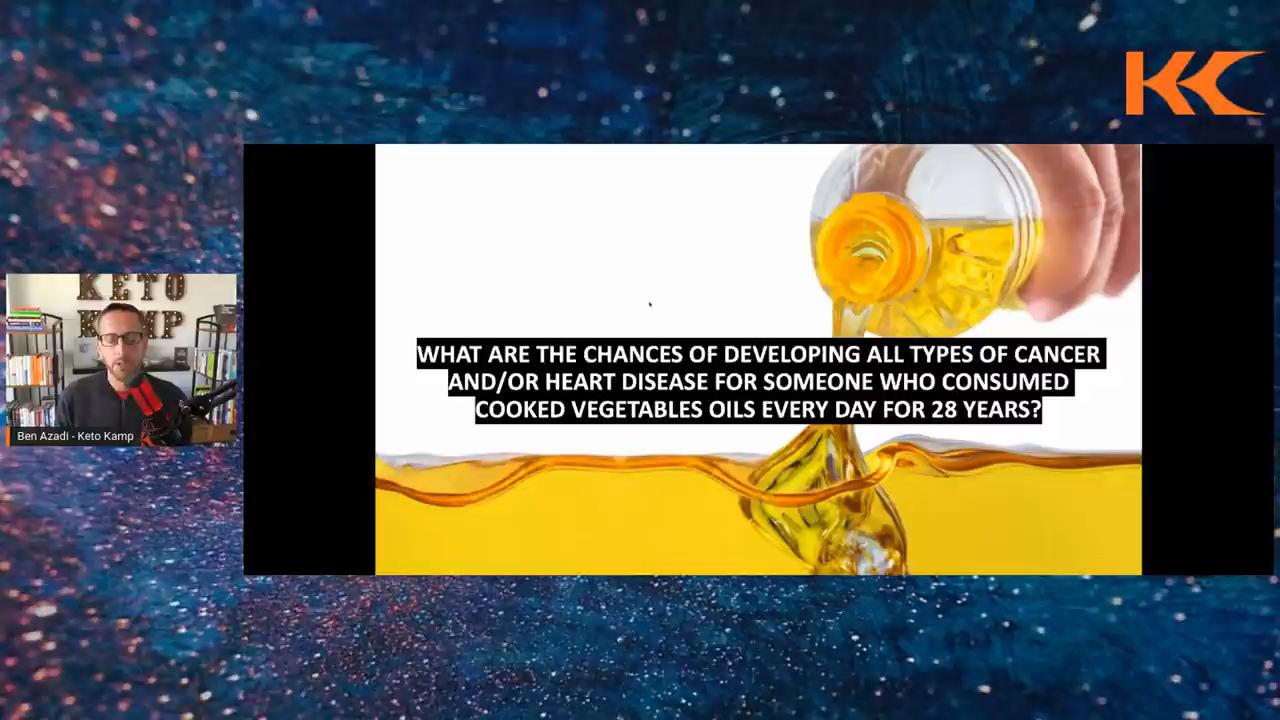 KC
KETO
KAMP
Ben Azadi - Keto Kamp
WHAT ARE THE CHANCES OF DEVELOPING ALL TYPES OF CANCER
AND/OR HEART DISEASE FOR SOMEONE WHO CONSUMED
COOKED VEGETABLES OILS EVERY DAY FOR 28 YEARS?